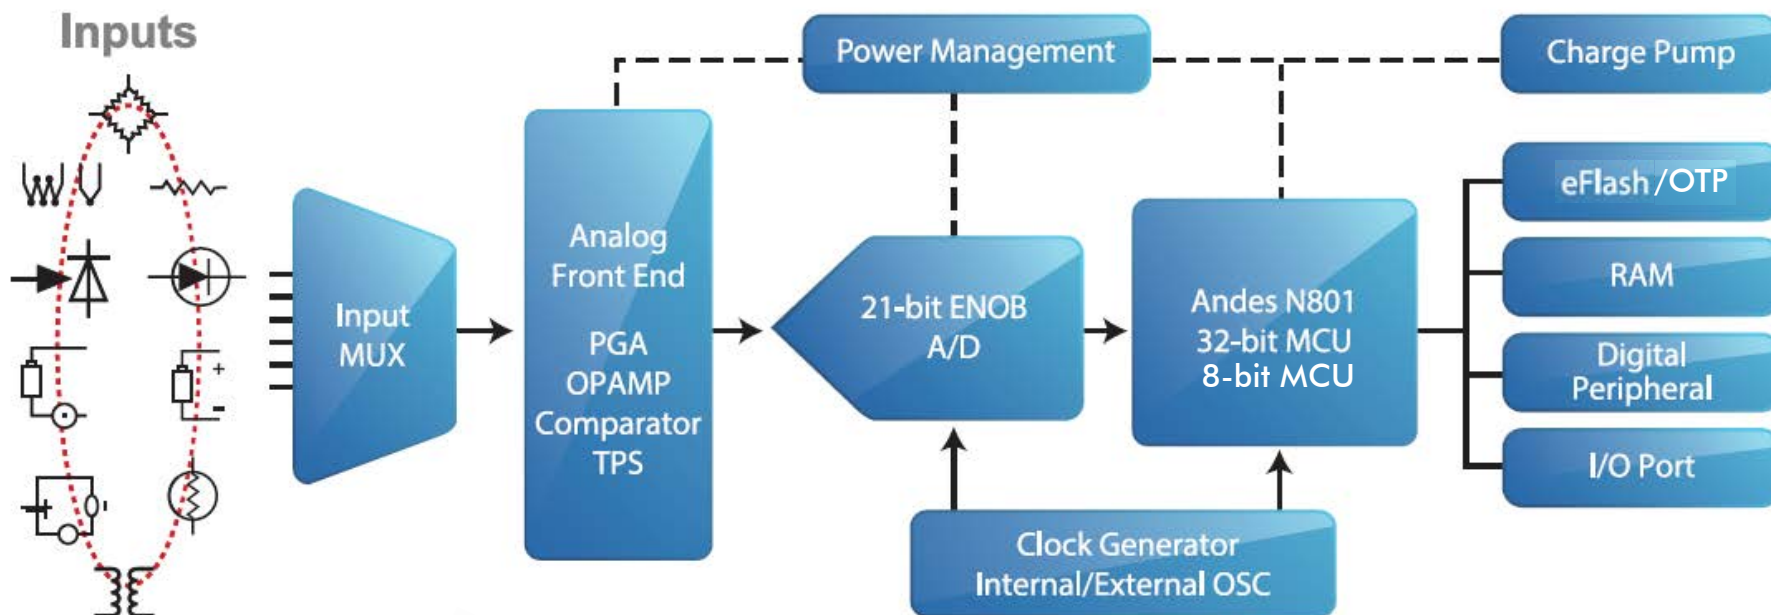 Inputs
Power Management
Charge Pump
Input
MUX
Analog
Front End
PGA
OPAMP
Comparator
TPS
21-bit ENOB
A/D
Andes N801
32-bit MCU
8-bit MCU
eFlash /OTP
RAM
Digital
Peripheral
I/O Port
Clock Generator
Internal/External OSC